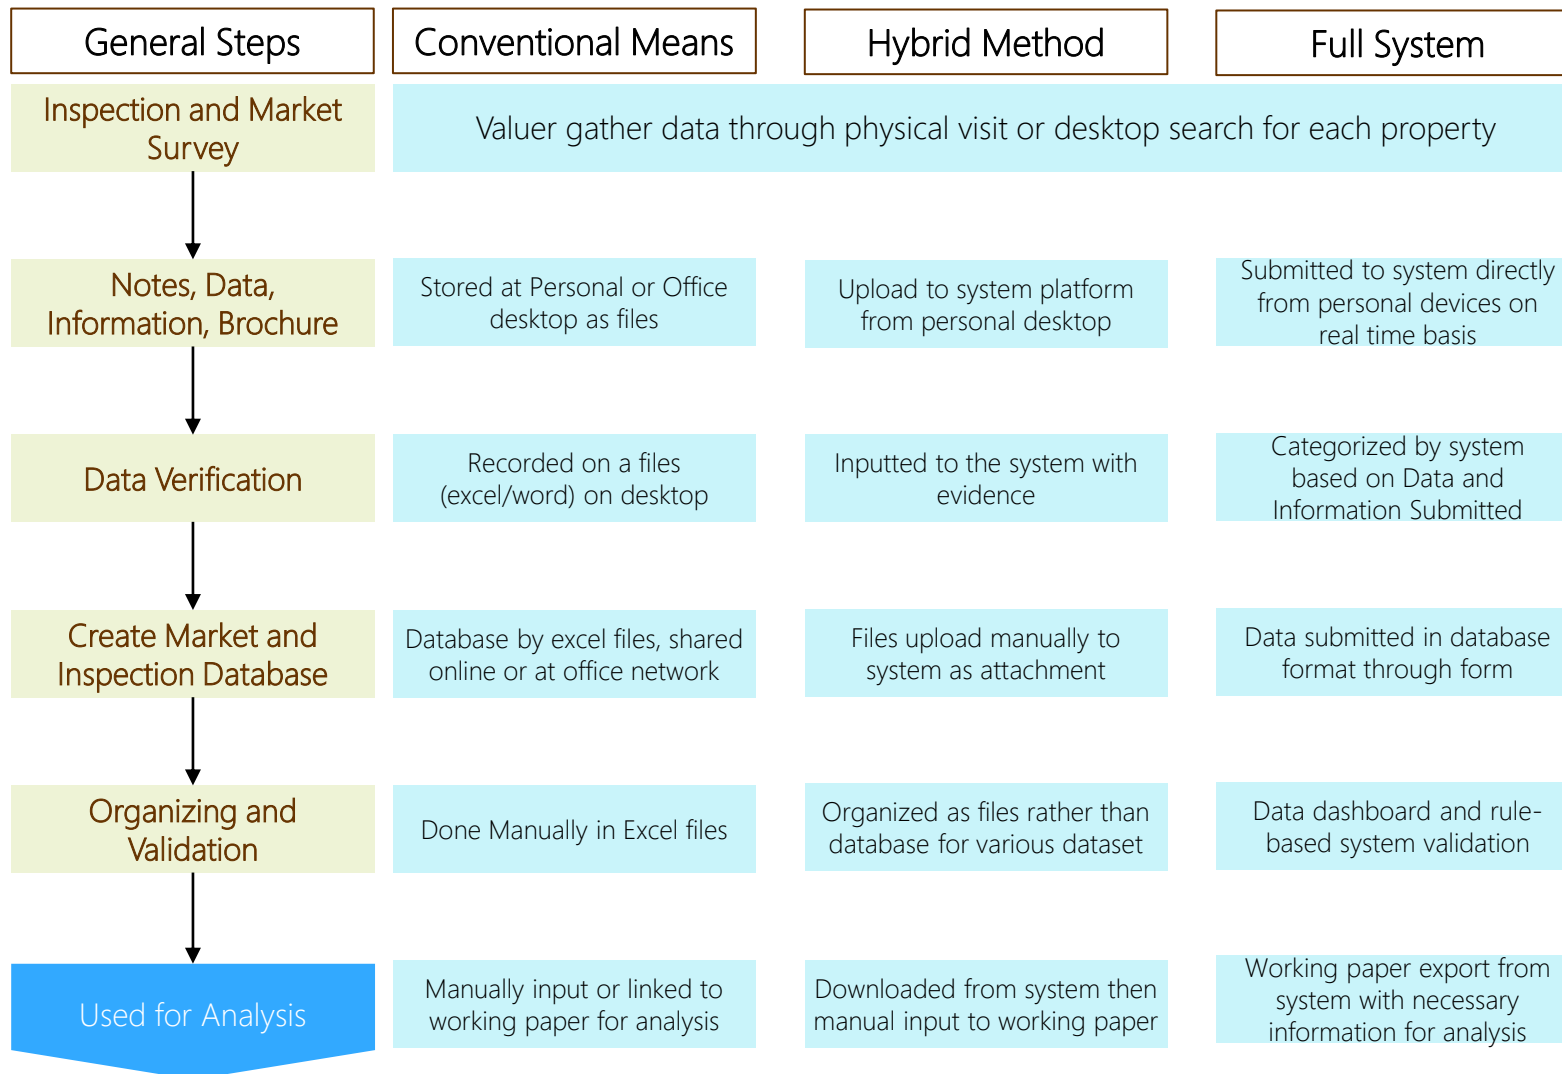 General Steps
Conventional Means
Hybrid Method
Full System
Inspection and Market
Survey
Valuer gather data through physical visit or desktop search for each property
Notes, Data,
Information, Brochure
Stored at Personal or Office
desktop as files
Upload to system platform
from personal desktop
Submitted to system directly
from personal devices on
real time basis
Data Verification
Recorded on a files
(excel/word) on desktop
Inputted to the system with
evidence
Categorized by system
based on Data and
Information Submitted
Create Market and
Inspection Database
Database by excel files, shared
online or at office network
Files upload manually to
system as attachment
Data submitted in database
format through form
Organizing and
Validation
Done Manually in Excel files
Organized as files rather than
database for various dataset
Data dashboard and rule-
based system validation
Used for Analysis
Manually input or linked to
working paper for analysis
Downloaded from system then
manual input to working paper
Working paper export from
system with necessary
information for analysis